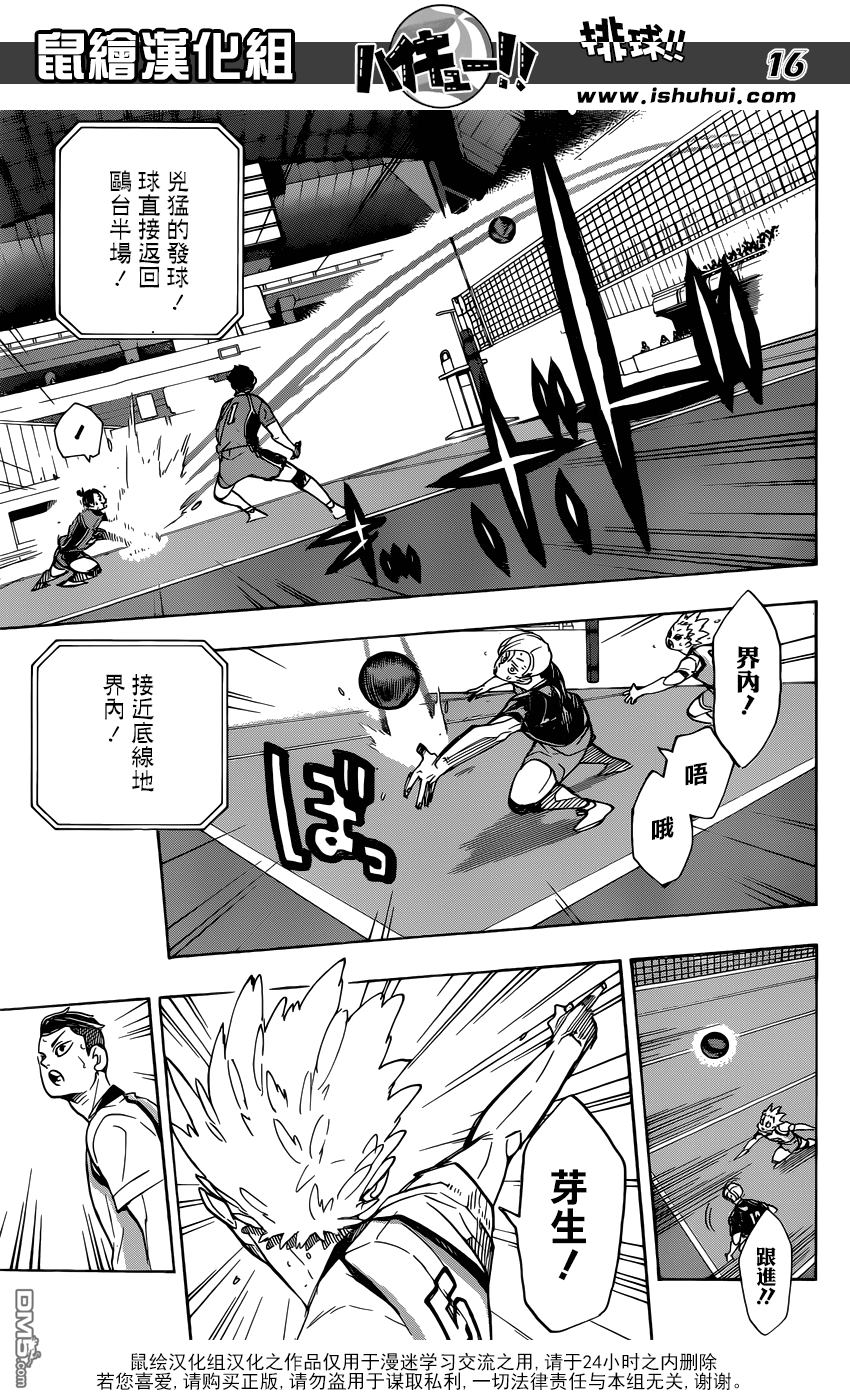 鼠繪漢化組
ハイキュー!!
排球!!
16
www.ishuhui.com
兇猛的發球！
球直接返回
鷗台半場！
1
界內！
唔
哦
接近底線地
界內！
ぼっ
跟進!!
芽生！
5
DM5
鼠绘汉化组汉化之作品仅用于漫迷学习交流之用, 请于24小时之内删除
若您喜爱, 请购买正版, 请勿盗用于谋取私利, 一切法律责任与本组无关, 谢谢。